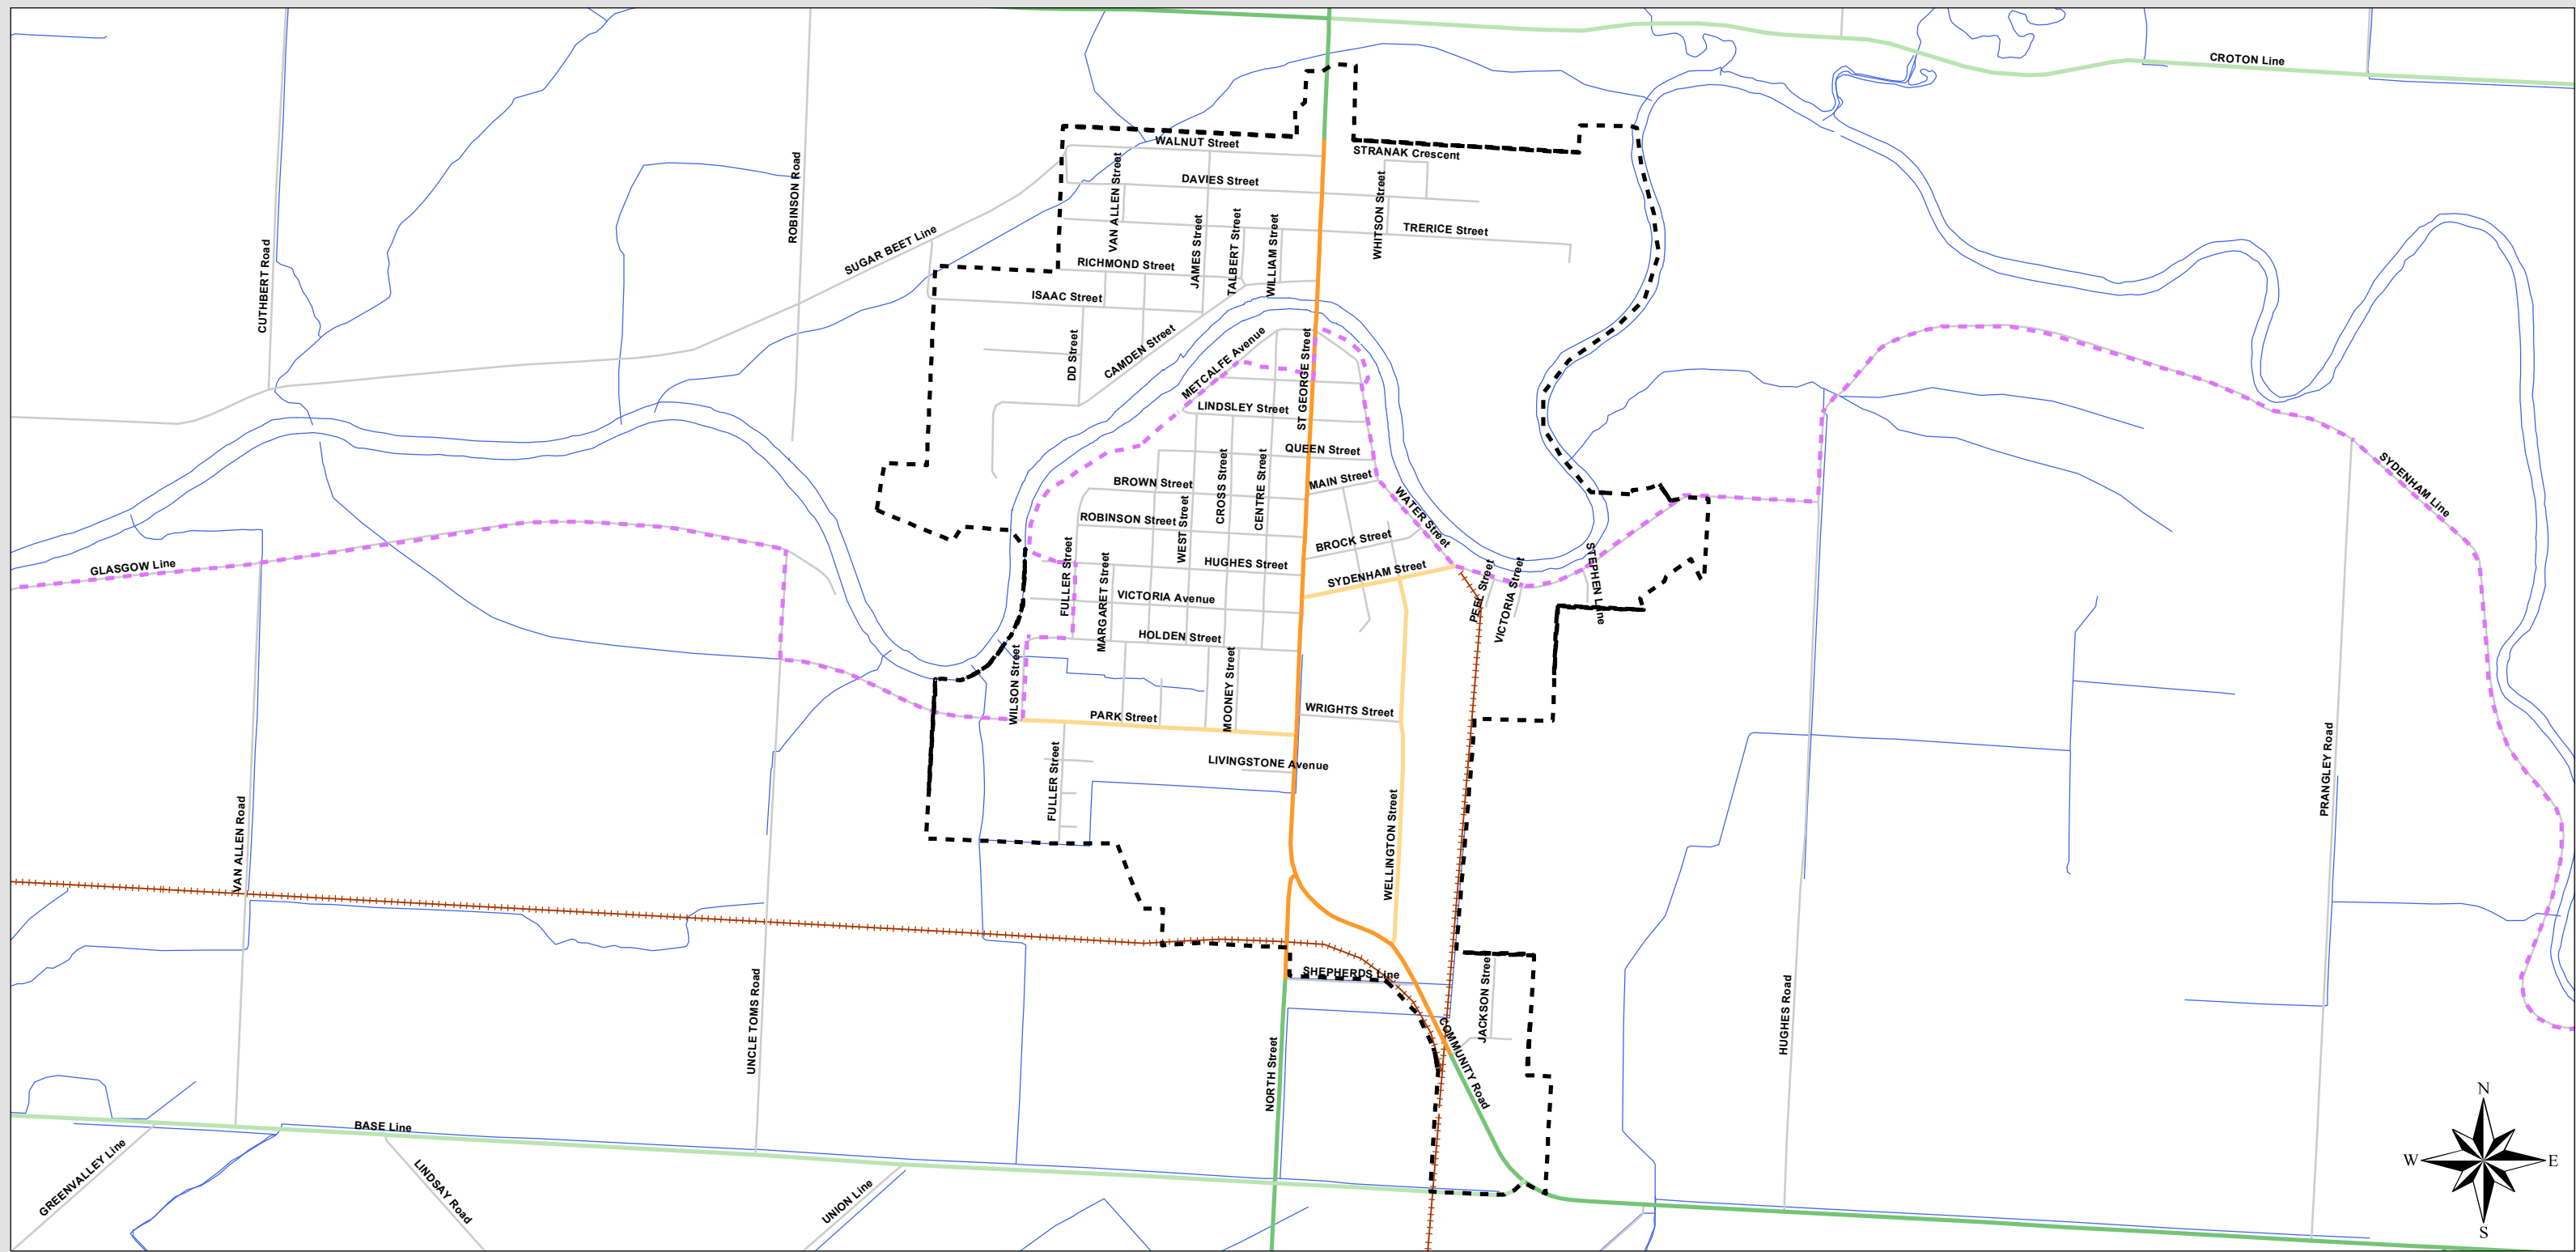 CROTON Line
WALNUT Street
STRANAK Crescent
ROBINSON Road
VAN ALLEN Street
DAVIES Street
WHITSON Street
SUGAR BEET Line
JAMES Street
TALBERT Street
WILLIAM Street
TRERICE Street
CUTHBERT Road
RICHMOND Street
ISAAC Street
DD Street
CAMDEN Street
METCALFE Avenue
ST GEORGE Street
LINDSLEY Street
QUEEN Street
SYDENHAM Line
BROWN Street
CROSS Street
CENTRE Street
MAIN Street
WATER Street
ROBINSON Street
WEST Street
BROCK Street
GLASGOW Line
FULLER Street
MARGARET Street
HUGHES Street
SYDENHAM Street
PEEL Street
VICTORIA Street
STEPHEN Line
VICTORIA Avenue
HOLDEN Street
WILSON Street
MOONEY Street
PARK Street
WRIGHTS Street
FULLER Street
LIVINGSTONE Avenue
WELLINGTON Street
PRANGLEY Road
VAN ALLEN Road
UNCLE TOMS Road
SHEPHERDS Line
JACKSON Street
HUGHES Road
NORTH Street
COMMUNITY Road
BASE Line
GREENVALLEY Line
LINDSAY Road
UNION Line
N
W
E
S